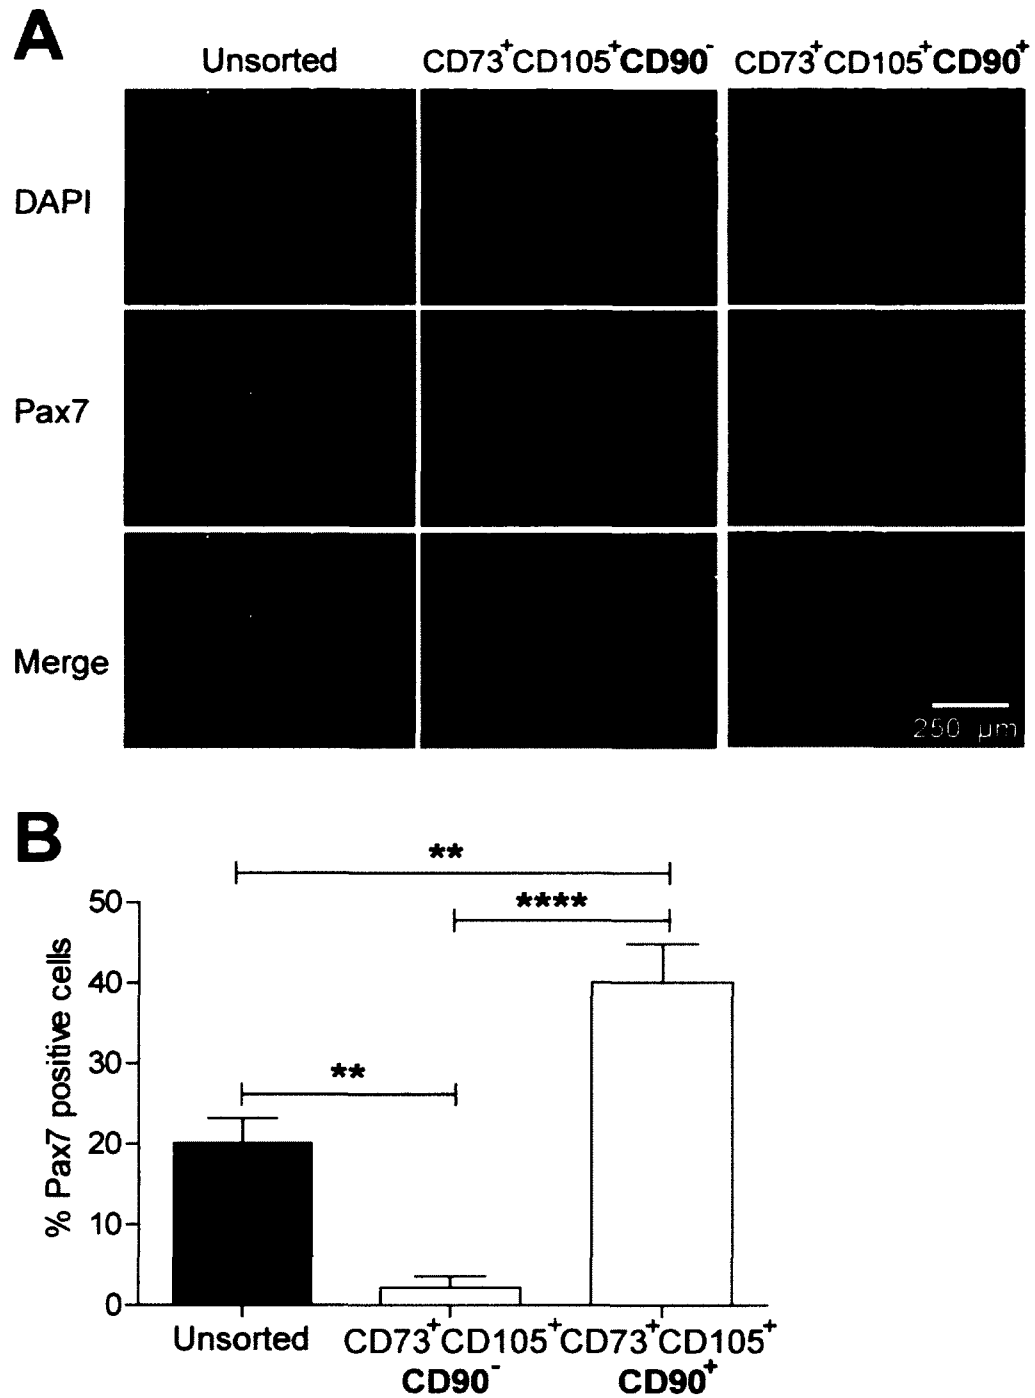 A
Unsorted CD73⁺CD105⁺CD90⁻ CD73⁺CD105⁺CD90⁺
DAPI
Pax7
Merge
250 µm
B
**
****
50
40
30
**
20
10
0
% Pax7 positive cells
Unsorted CD73⁺CD105⁺ CD73⁺CD105⁺
CD90⁻ CD90⁺